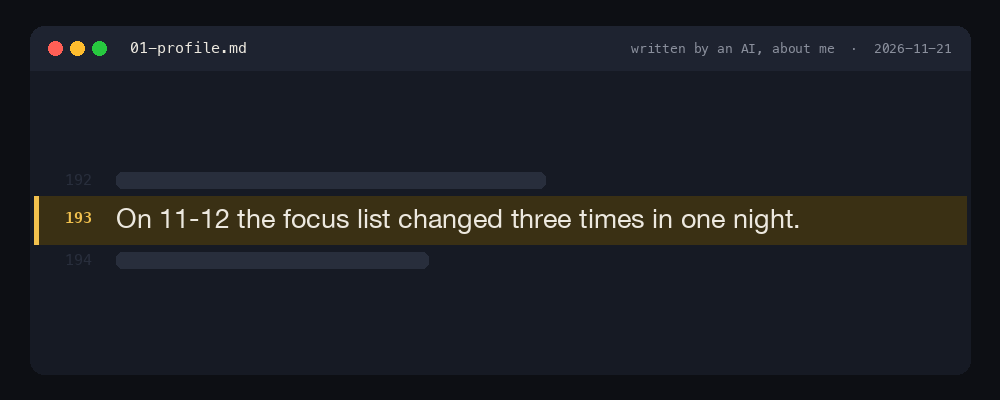 01-profile.md
written by an AI, about me · 2026-11-21
192
193 On 11-12 the focus list changed three times in one night.
194